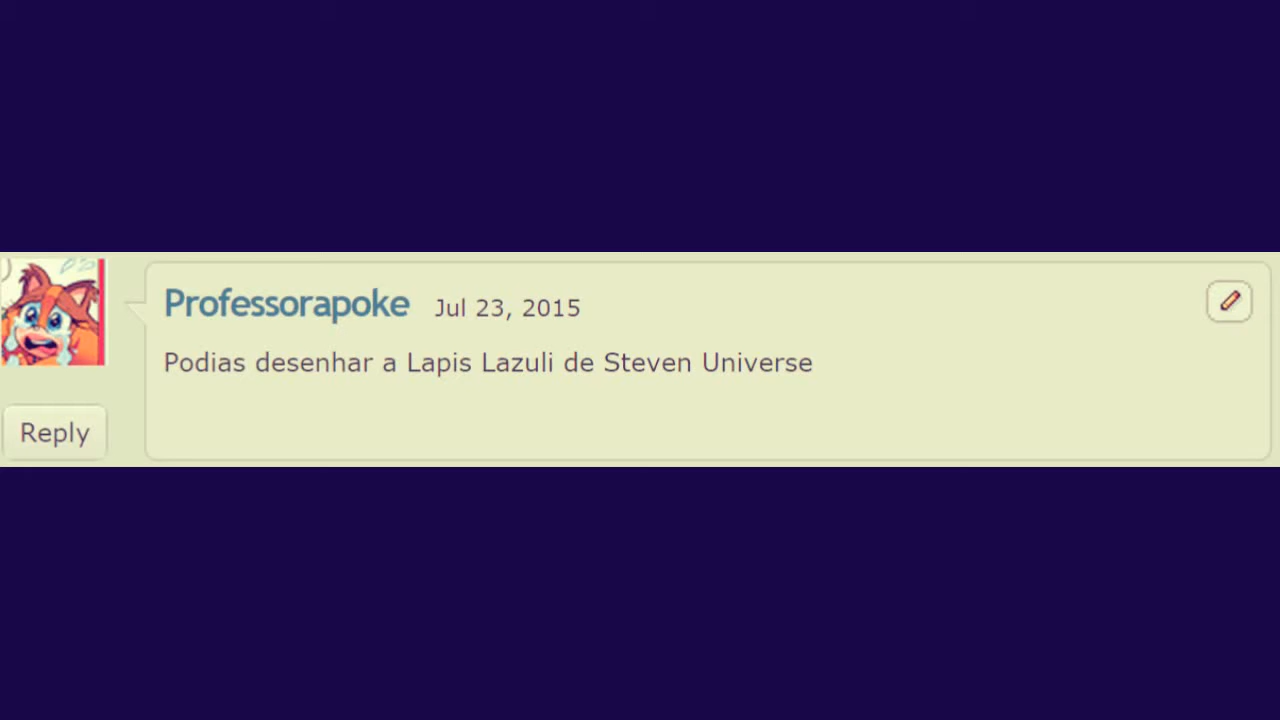 Professorapoke Jul 23, 2015
Podias desenhar a Lapis Lazuli de Steven Universe
Reply